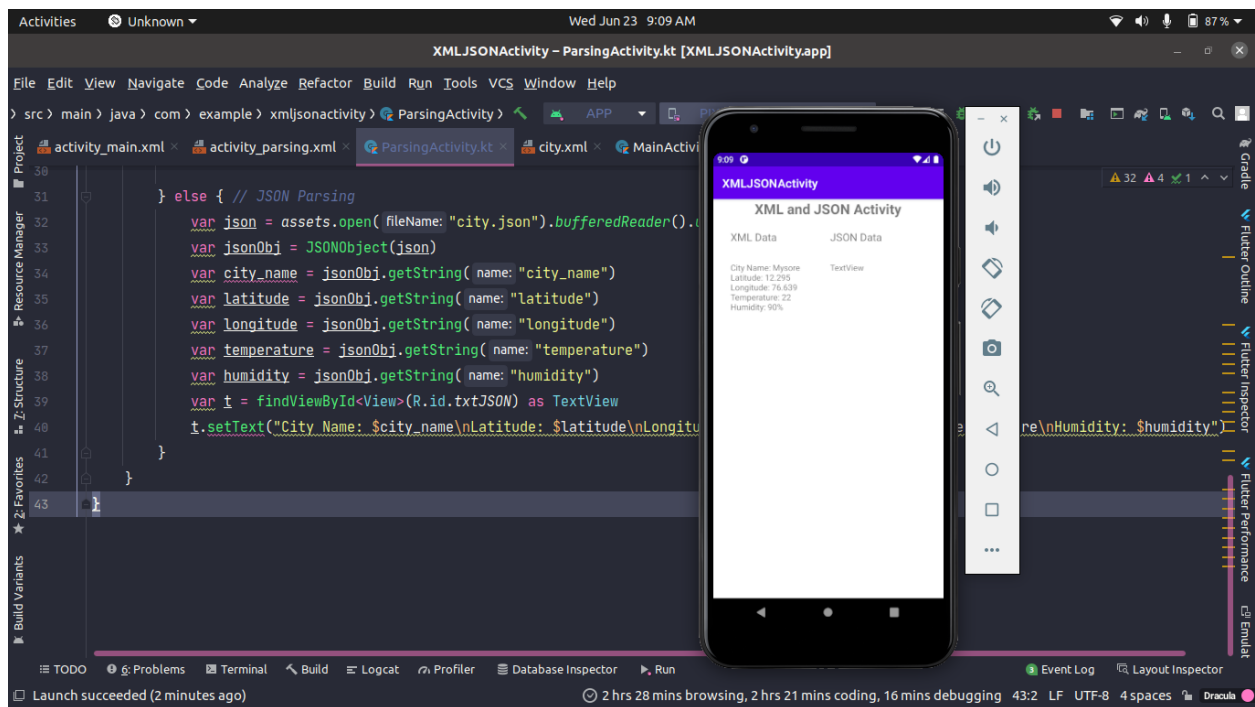 Activities Unknown Wed Jun 23 9:09 AM 87 %
XMLJSONActivity – ParsingActivity.kt [XMLJSONActivity.app]
File Edit View Navigate Code Analyze Refactor Build Run Tools VCS Window Help
src main java com example xmljsonactivity ParsingActivity APP
activity_main.xml activity_parsing.xml ParsingActivity.kt city.xml MainActivi
32 4 1
30
31 } else { // JSON Parsing
32 var json = assets.open( fileName: "city.json").bufferedReader().
33 var jsonObj = JSONObject(json)
34 var city_name = jsonObj.getString( name: "city_name")
35 var latitude = jsonObj.getString( name: "latitude")
36 var longitude = jsonObj.getString( name: "longitude")
37 var temperature = jsonObj.getString( name: "temperature")
38 var humidity = jsonObj.getString( name: "humidity")
39 var t = findViewById<View>(R.id.txtJSON) as TextView
40 t.setText("City Name: $city_name\nLatitude: $latitude\nLongitu re\nHumidity: $humidity")
41 }
42 }
43 }
9:09
XMLJSONActivity
XML and JSON Activity
XML Data JSON Data
City Name: Mysore TextView
Latitude: 12.295
Longitude: 76.639
Temperature: 22
Humidity: 90%
Project
Resource Manager
7: Structure
2: Favorites
Build Variants
Gradle
Flutter Outline
Flutter Inspector
Flutter Performance
Emulat
TODO 6: Problems Terminal Build Logcat Profiler Database Inspector Run 3 Event Log Layout Inspector
Launch succeeded (2 minutes ago) 2 hrs 28 mins browsing, 2 hrs 21 mins coding, 16 mins debugging 43:2 LF UTF-8 4 spaces Dracula